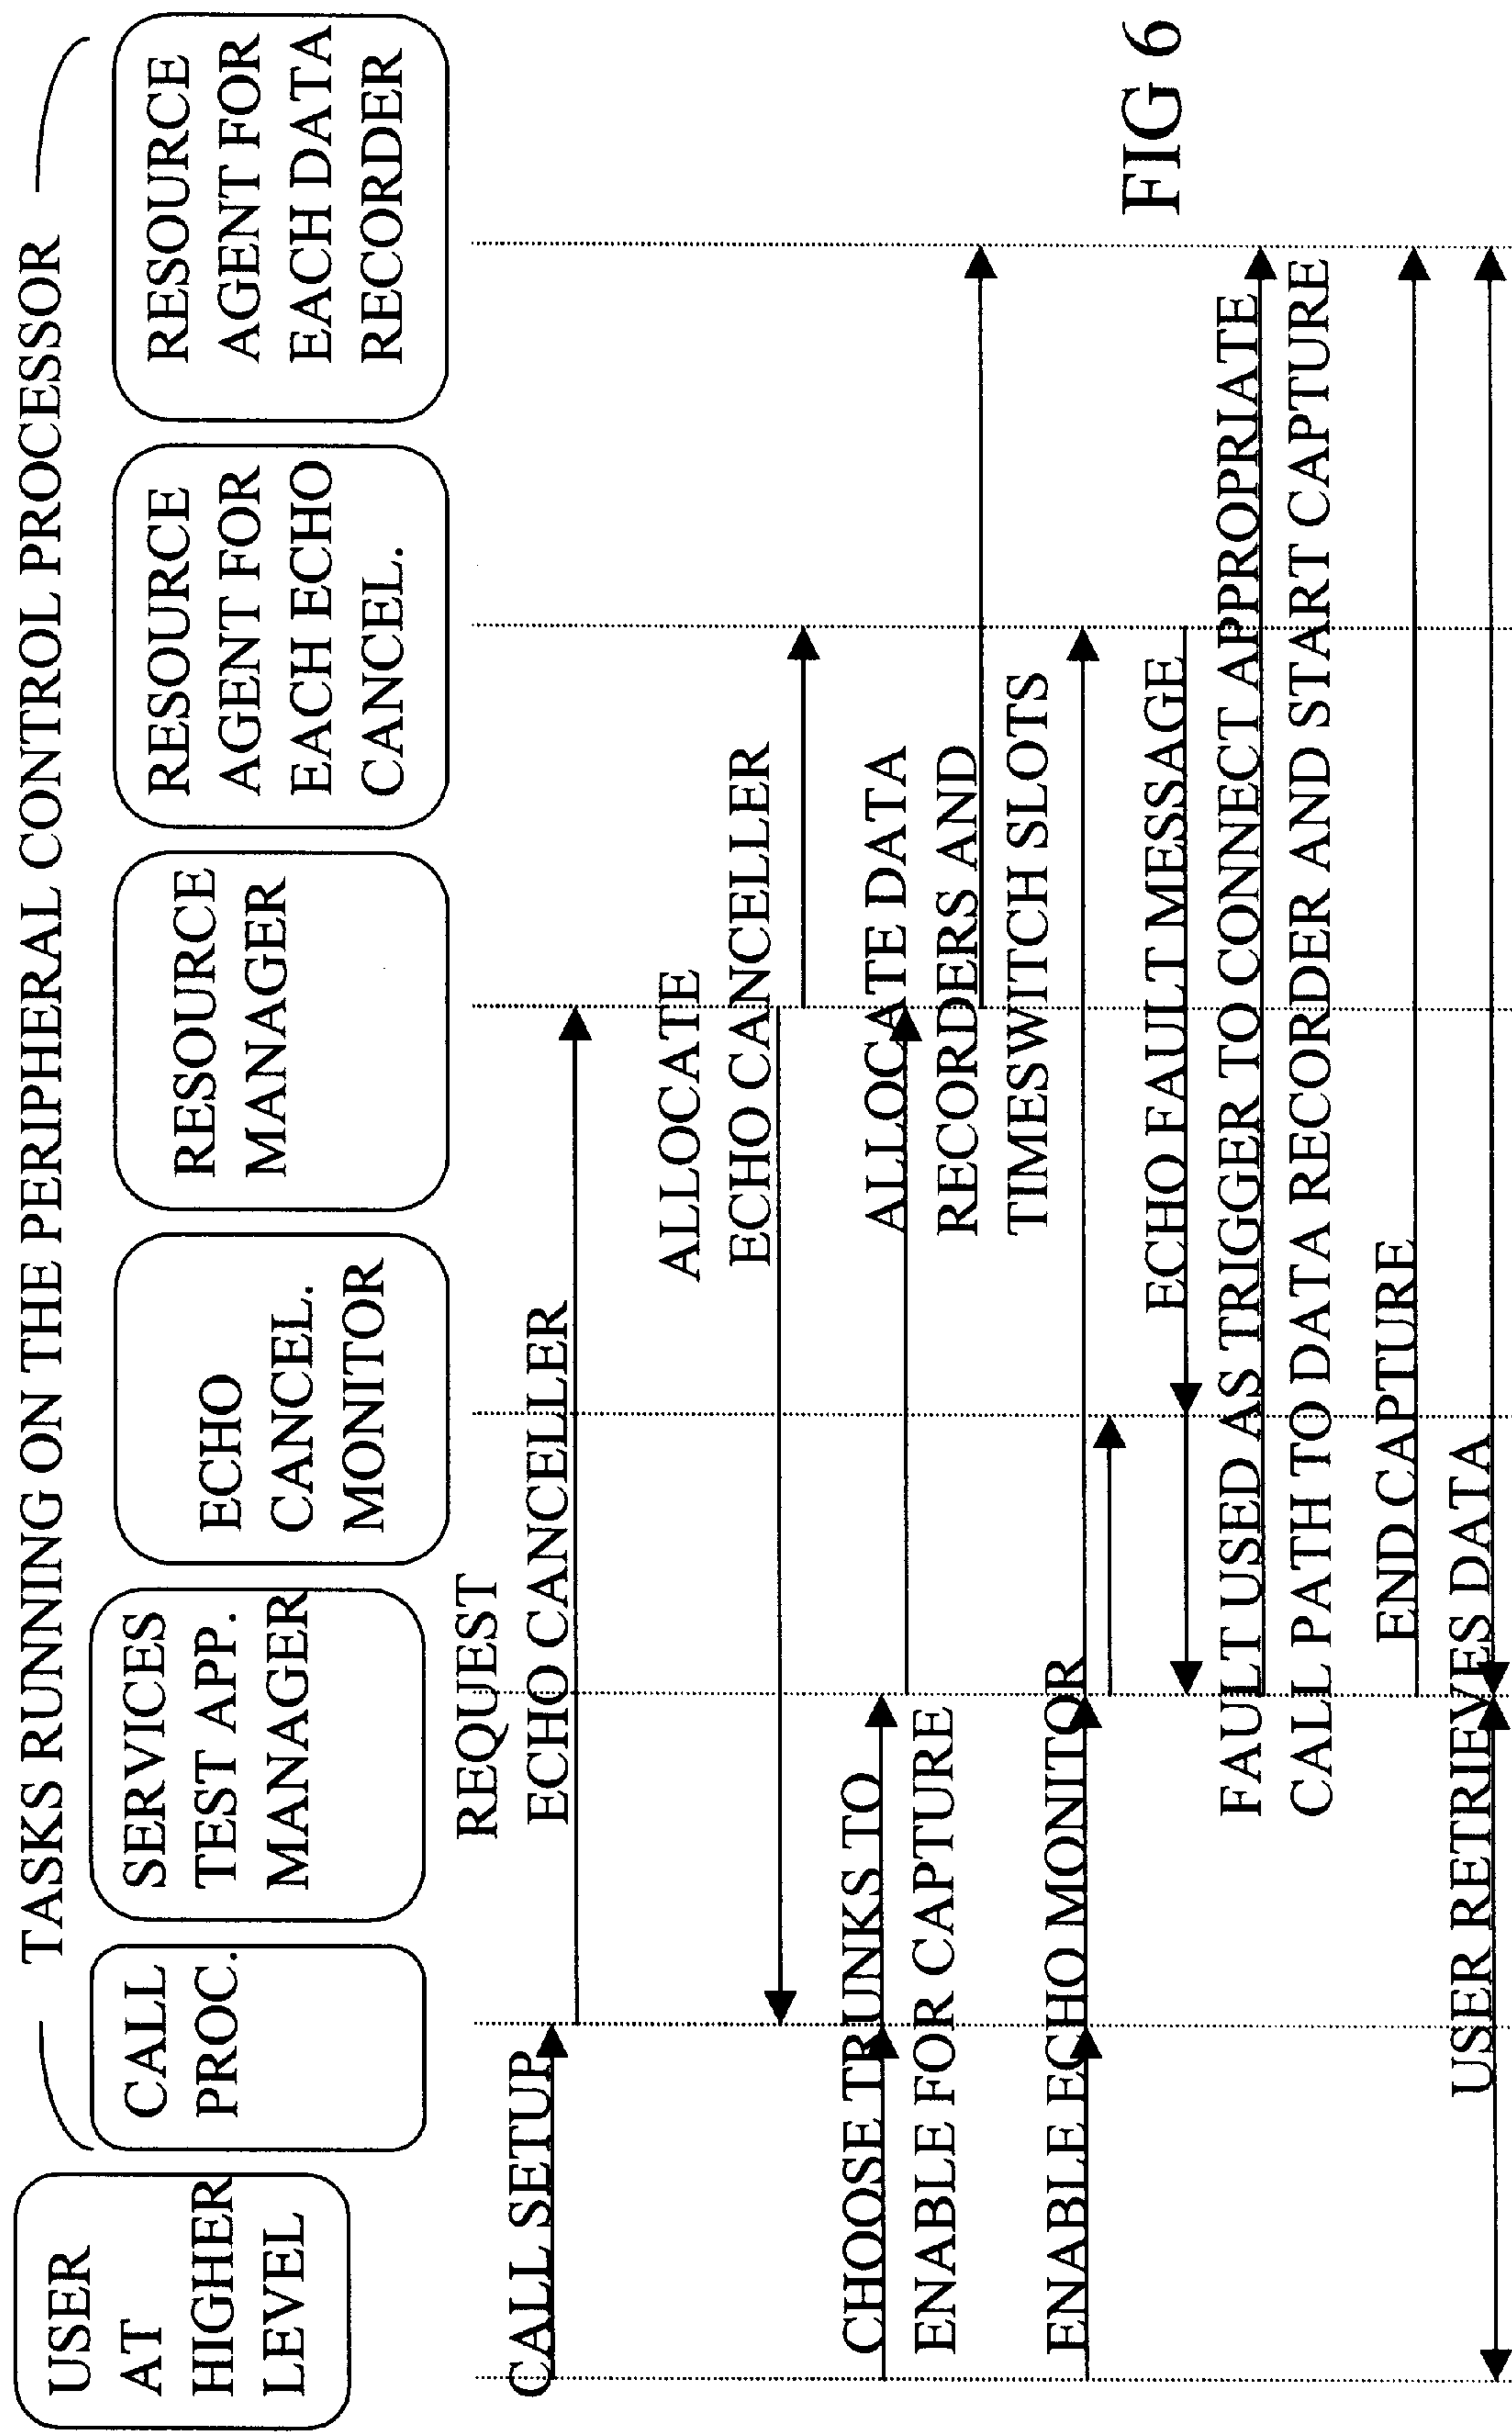 TASKS RUNNING ON THE PERIPHERAL CONTROL PROCESSOR
USER
AT
HIGHER
LEVEL
CALL
PROC.
SERVICES
TEST APP.
MANAGER
ECHO
CANCEL.
MONITOR
RESOURCE
MANAGER
RESOURCE
AGENT FOR
EACH ECHO
CANCEL.
RESOURCE
AGENT FOR
EACH DATA
RECORDER
REQUEST
ECHO CANCELLER
CALL SETUP
ALLOCATE
ECHO CANCELLER
CHOOSE TRUNKS TO
ENABLE FOR CAPTURE
ALLOCATE DATA
RECORDERS AND
TIMESWITCH SLOTS
ENABLE ECHO MONITOR
ECHO FAULT MESSAGE
FAULT USED AS TRIGGER TO CONNECT APPROPRIATE
CALL PATH TO DATA RECORDER AND START CAPTURE
END CAPTURE
USER RETRIEVES DATA
FIG 6